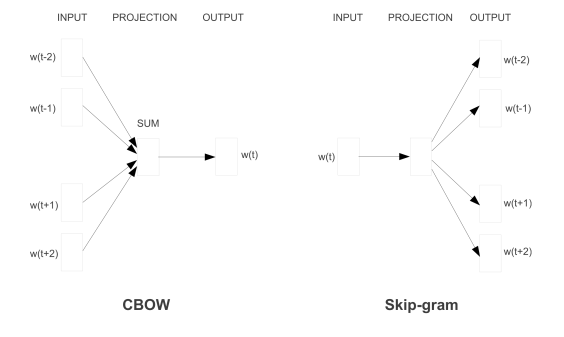 INPUT PROJECTION OUTPUT
w(t-2)
w(t-1)
SUM
w(t)
w(t+1)
w(t+2)
CBOW
INPUT PROJECTION OUTPUT
w(t-2)
w(t-1)
w(t)
w(t+1)
w(t+2)
Skip-gram